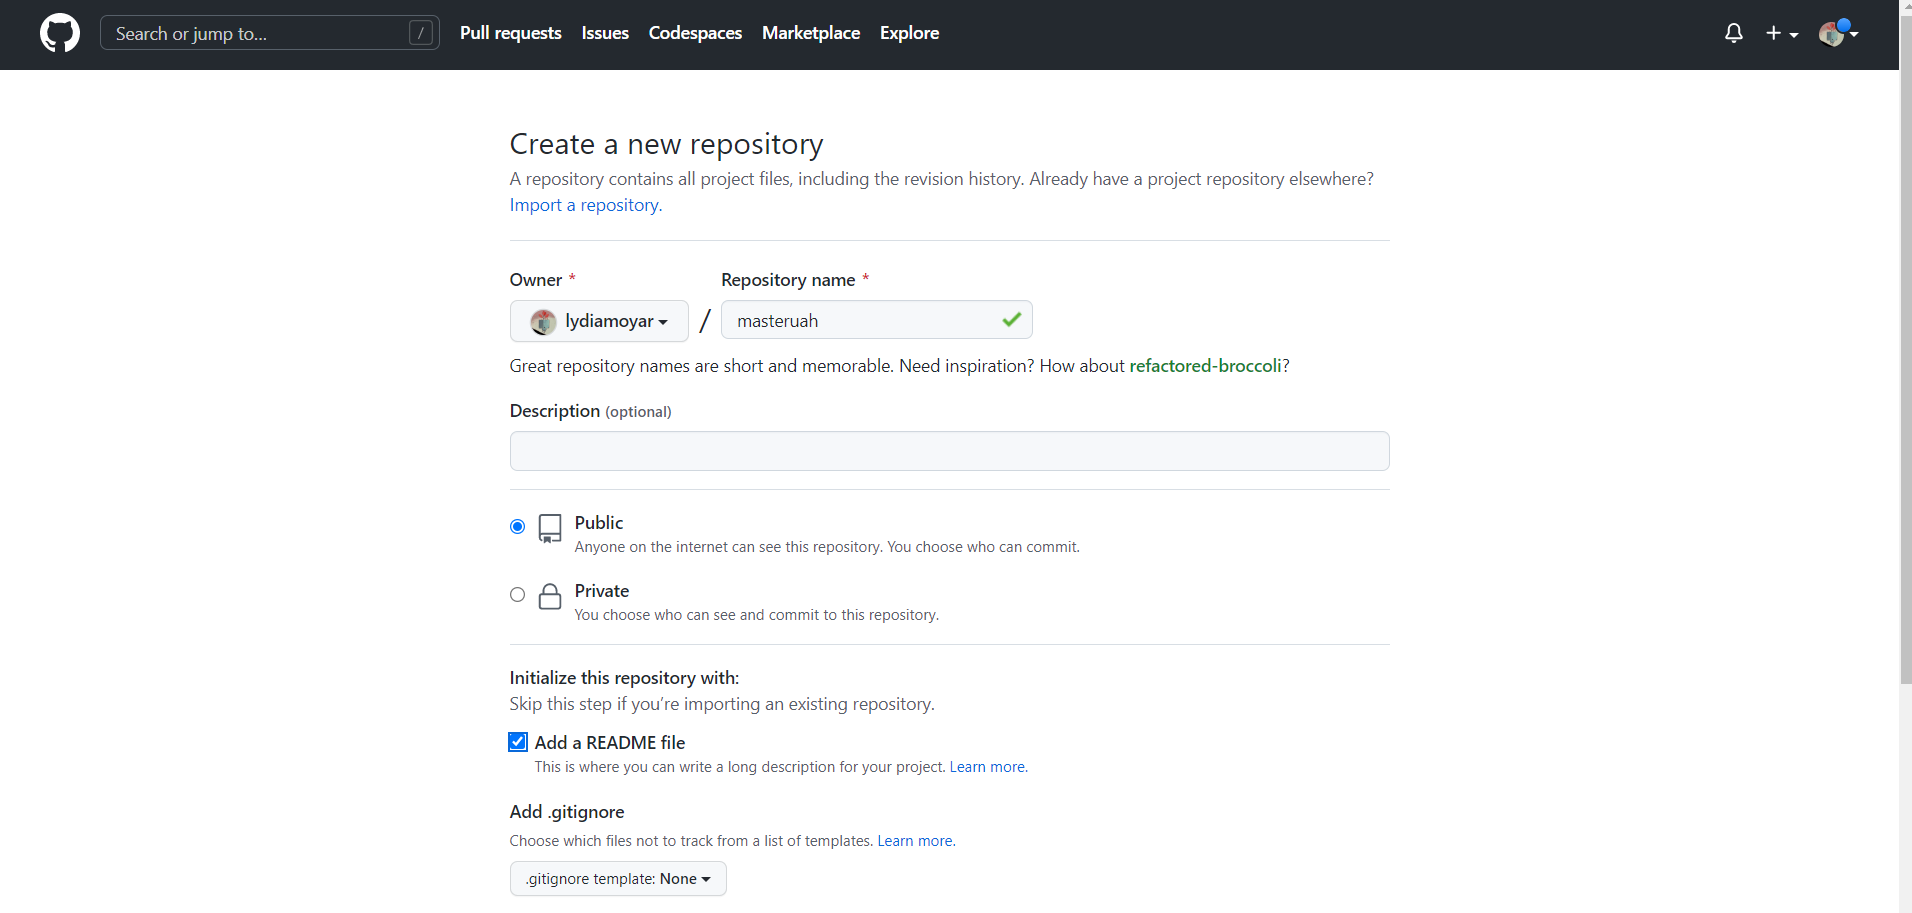 Search or jump to...
/
Pull requests
Issues
Codespaces
Marketplace
Explore
Create a new repository
A repository contains all project files, including the revision history. Already have a project repository elsewhere?
Import a repository.
Owner *
Repository name *
lydiamoyar
/
masteruah
Great repository names are short and memorable. Need inspiration? How about refactored-broccoli?
Description (optional)
Public
Anyone on the internet can see this repository. You choose who can commit.
Private
You choose who can see and commit to this repository.
Initialize this repository with:
Skip this step if you’re importing an existing repository.
Add a README file
This is where you can write a long description for your project. Learn more.
Add .gitignore
Choose which files not to track from a list of templates. Learn more.
.gitignore template: None